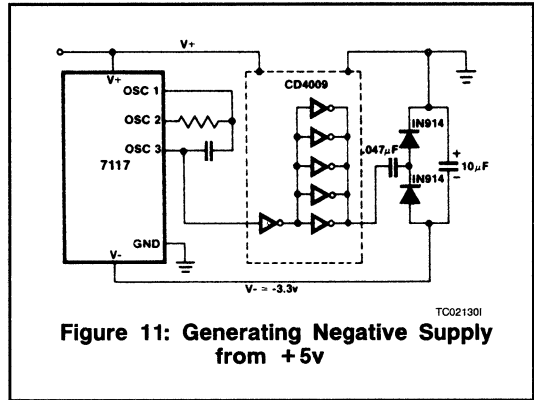 V+
V+
OSC 1
OSC 2
OSC 3
7117
GND
V-
CD4009
.047µF
IN914
IN914
+
10µF
−
V- ≃ -3.3v
TC02130I
Figure 11: Generating Negative Supply
from +5v